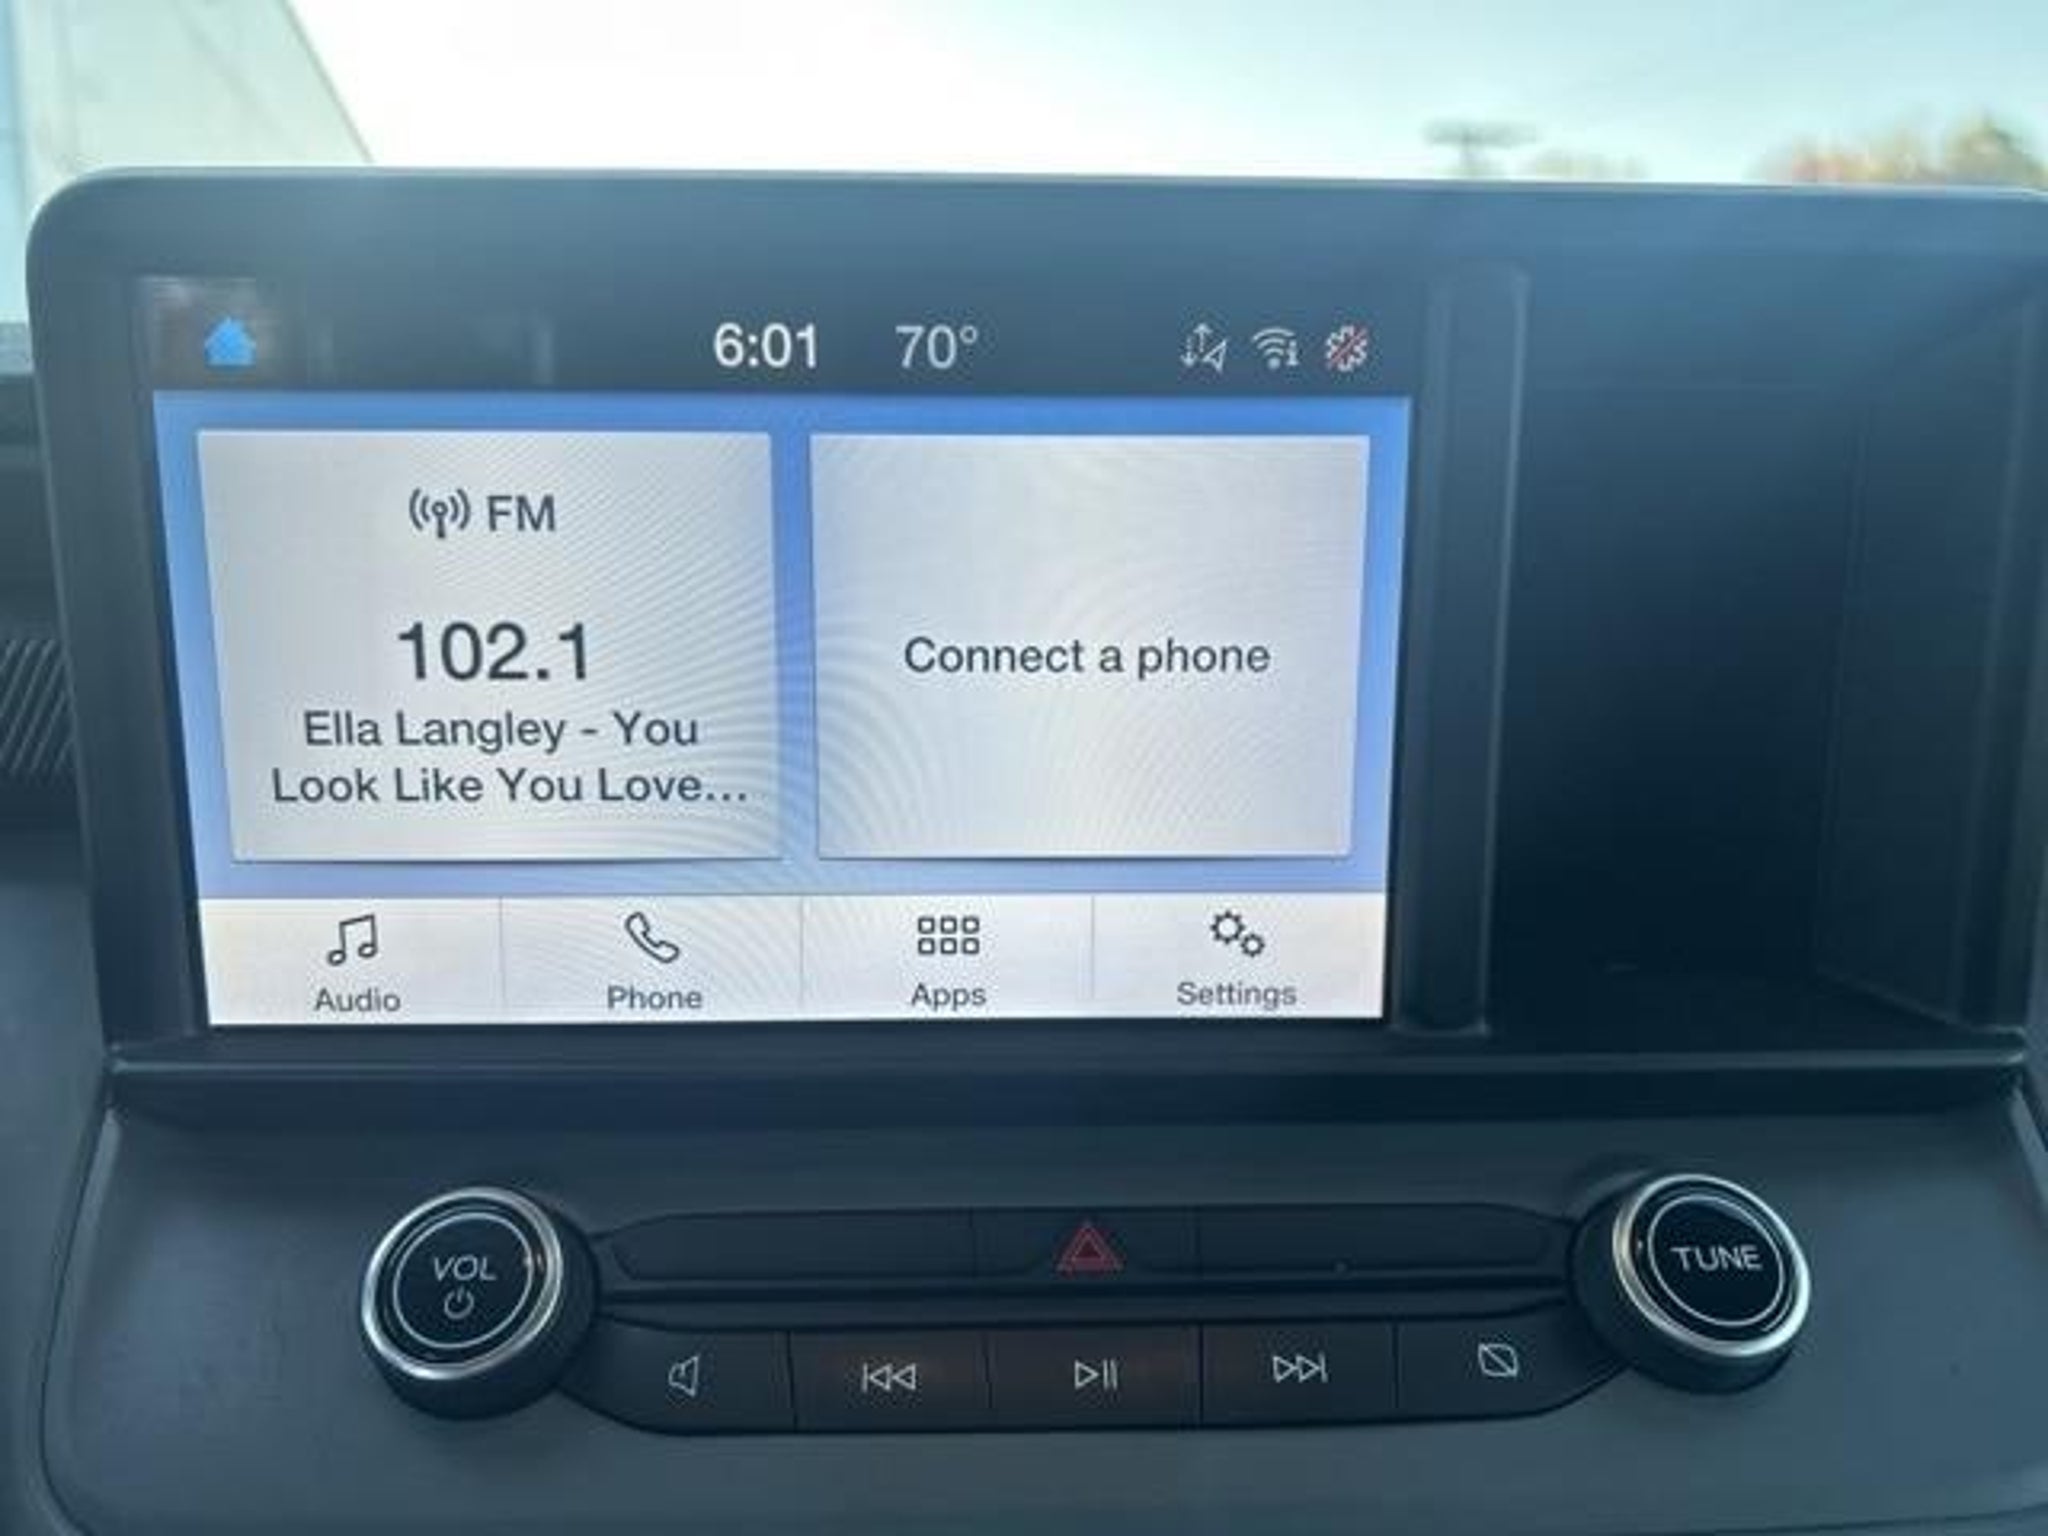 6:01 70°
FM
102.1
Ella Langley - You
Look Like You Love...
Connect a phone
Audio Phone Apps Settings
VOL
TUNE